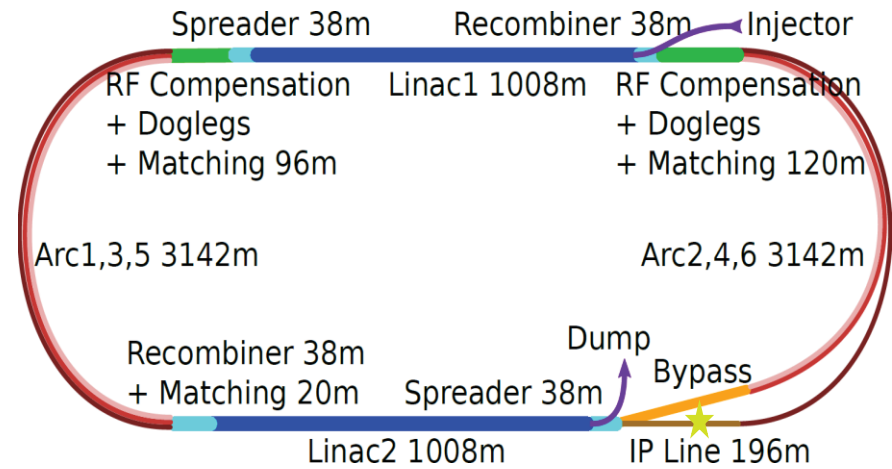 Spreader 38m
Recombiner 38m
Injector
RF Compensation
+ Doglegs
+ Matching 96m
Linac1 1008m
RF Compensation
+ Doglegs
+ Matching 120m
Arc1,3,5 3142m
Arc2,4,6 3142m
Recombiner 38m
+ Matching 20m
Spreader 38m
Dump
Bypass
Linac2 1008m
IP Line 196m